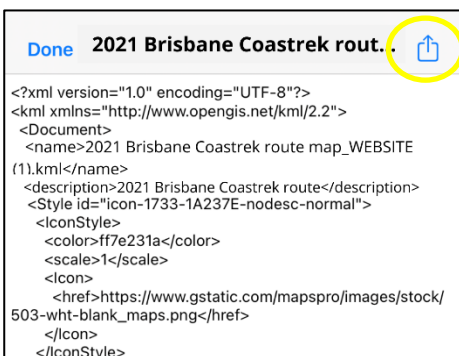 Done 2021 Brisbane Coastrek rout...
<?xml version="1.0" encoding="UTF-8"?>
<kml xmlns="http://www.opengis.net/kml/2.2">
<Document>
<name>2021 Brisbane Coastrek route map_WEBSITE
(1).kml</name>
<description>2021 Brisbane Coastrek route</description>
<Style id="icon-1733-1A237E-nodesc-normal">
<IconStyle>
<color>ff7e231a</color>
<scale>1</scale>
<Icon>
<href>https://www.gstatic.com/mapspro/images/stock/
503-wht-blank_maps.png</href>
</Icon>
</IconStyle>